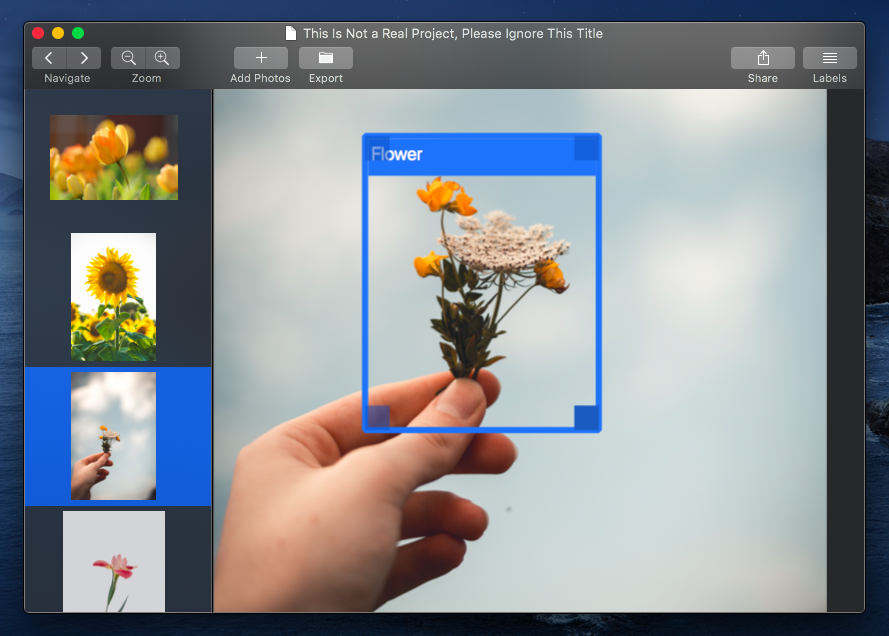 This Is Not a Real Project, Please Ignore This Title
Navigate
Zoom
Add Photos
Export
Share
Labels
Flower